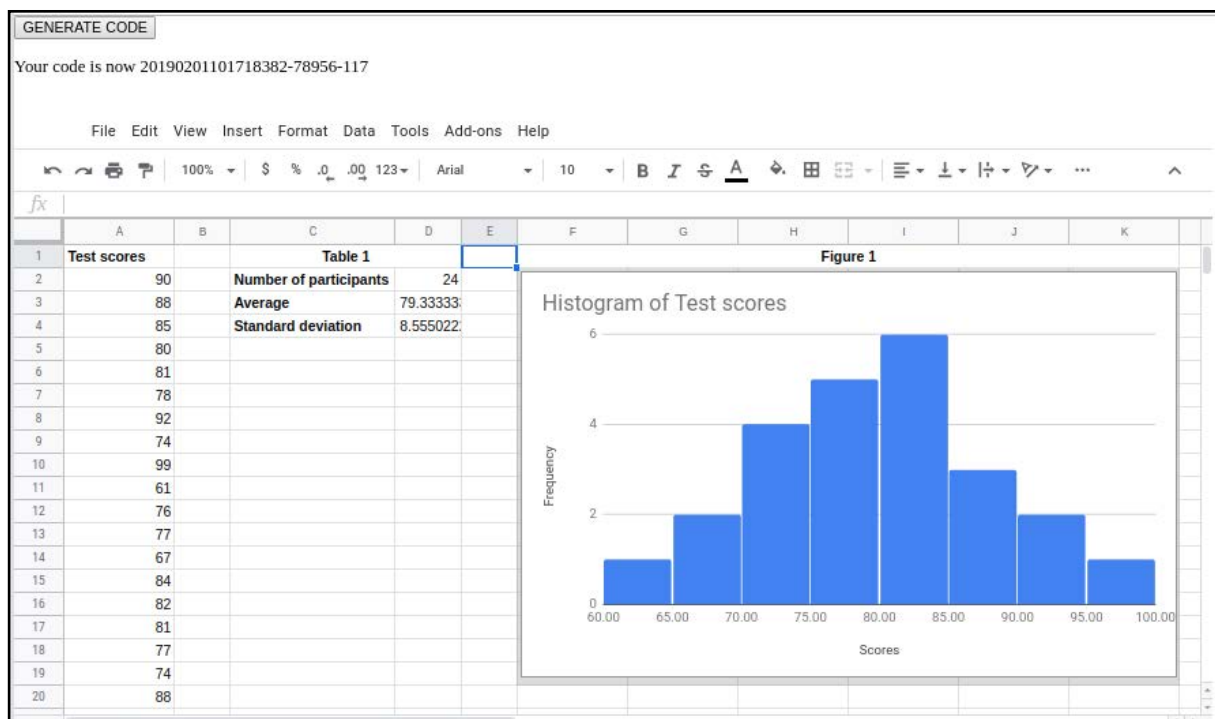 GENERATE CODE
Your code is now 20190201101718382-78956-117
File Edit View Insert Format Data Tools Add-ons Help
100% $ % .0 .00 123 Arial 10 B I S A ...
fx
A B C D E F G H I J K
1 Test scores Table 1 Figure 1
2 90 Number of participants 24
3 88 Average 79.33333
4 85 Standard deviation 8.555022
5 80
6 81
7 78
8 92
9 74
10 99
11 61
12 76
13 77
14 67
15 84
16 82
17 81
18 77
19 74
20 88
Histogram of Test scores
Frequency
6
4
2
0
60.00 65.00 70.00 75.00 80.00 85.00 90.00 95.00 100.00
Scores